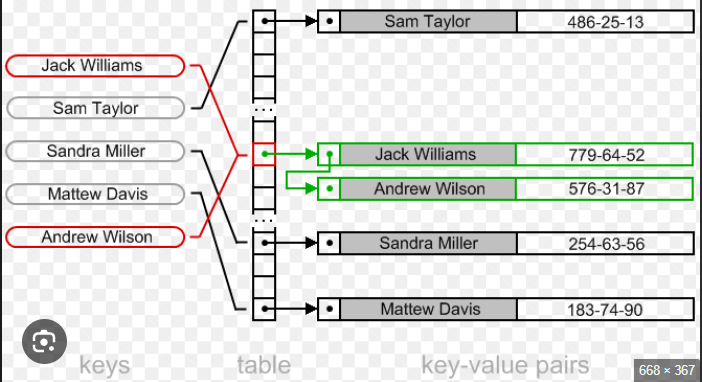 Sam Taylor 486-25-13
Jack Williams
Sam Taylor
...
Sandra Miller
Jack Williams 779-64-52
Mattew Davis
Andrew Wilson 576-31-87
...
Andrew Wilson
Sandra Miller 254-63-56
Mattew Davis 183-74-90
keys table key-value pairs
668 × 367